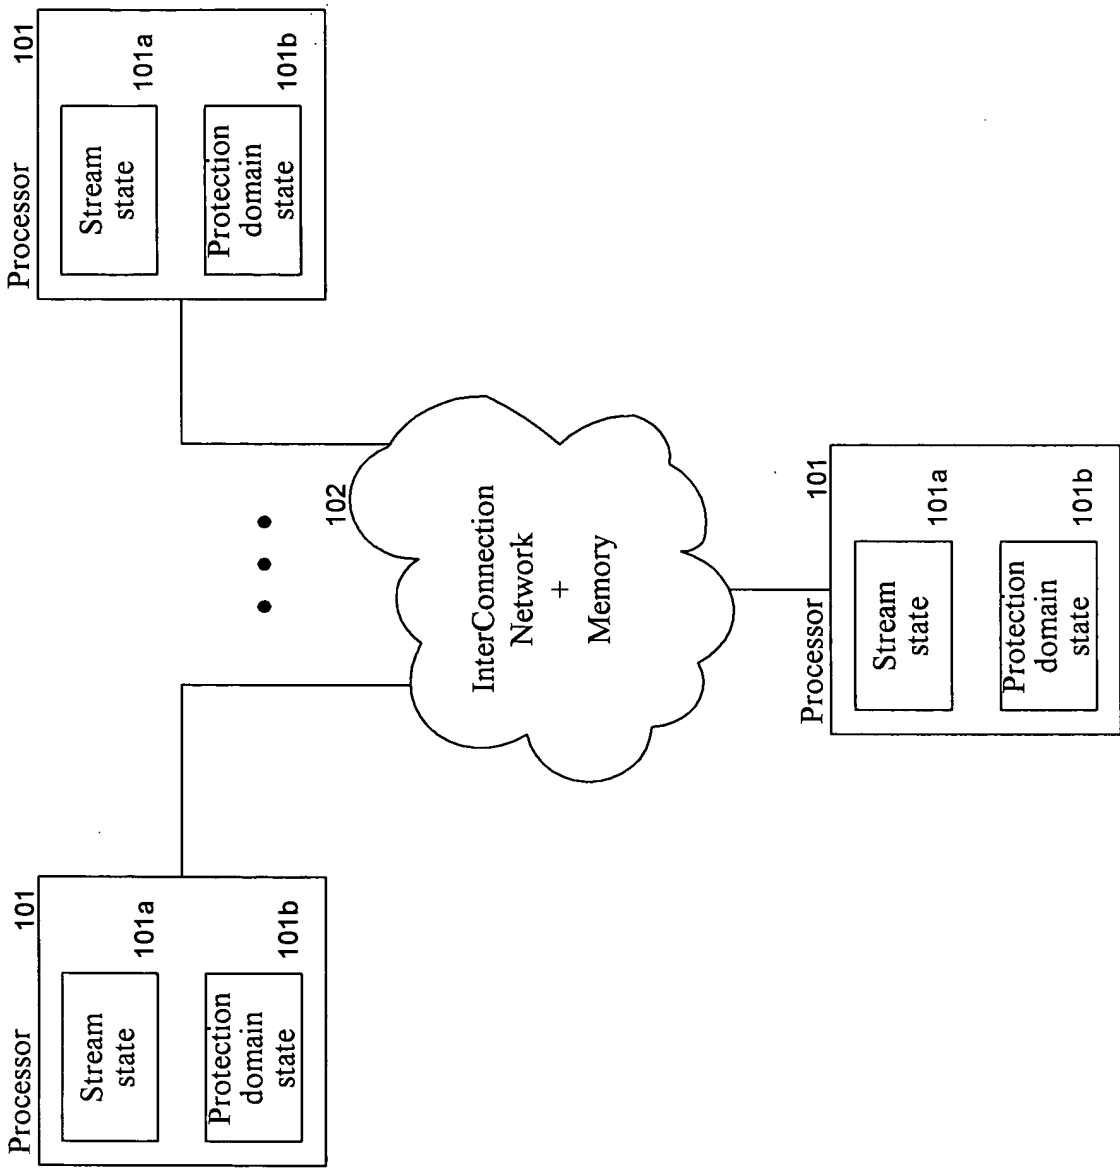 Processor
101
Stream
state
101a
Protection
domain
state
101b
Processor
101
Stream
state
101a
Protection
domain
state
101b
102
InterConnection
Network
+
Memory
Processor
101
Stream
state
101a
Protection
domain
state
101b